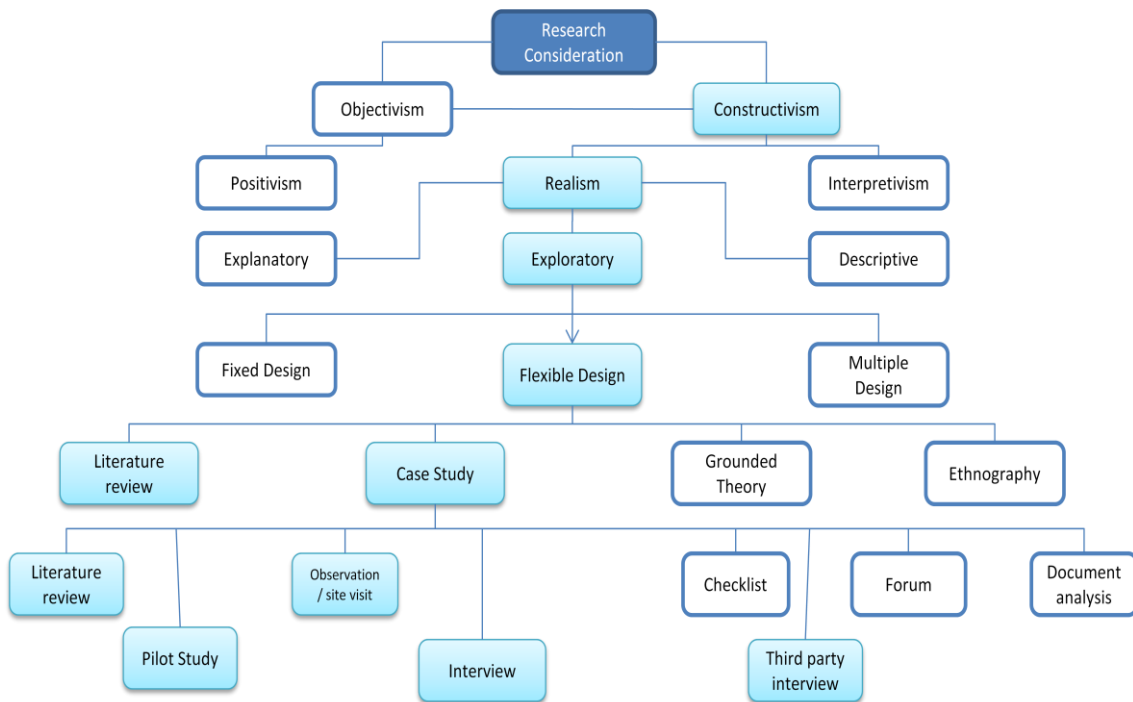 Research
Consideration
Objectivism
Constructivism
Positivism
Realism
Interpretivism
Explanatory
Exploratory
Descriptive
Fixed Design
Flexible Design
Multiple
Design
Literature
review
Case Study
Grounded
Theory
Ethnography
Literature
review
Observation
/ site visit
Checklist
Forum
Document
analysis
Pilot Study
Interview
Third party
interview